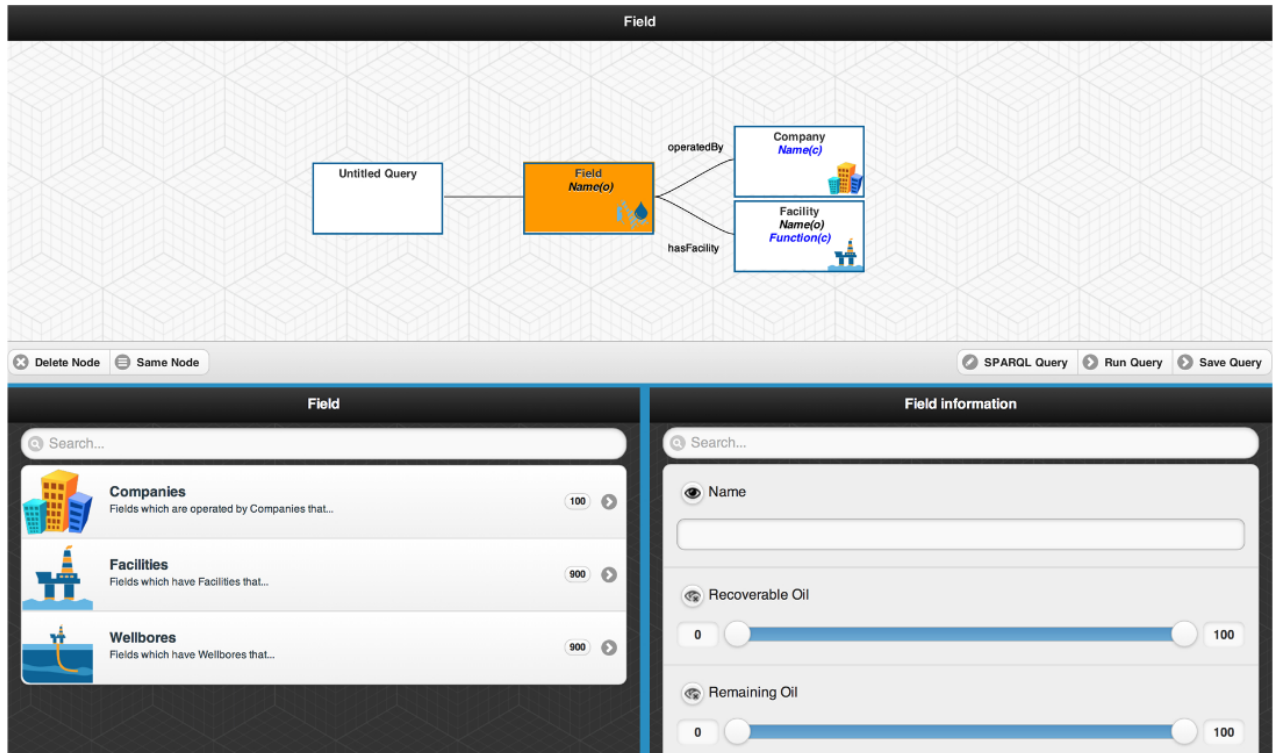 Field
Untitled Query
Field
Name(o)
operatedBy
Company
Name(c)
Facility
Name(o)
Function(c)
hasFacility
Delete Node
Same Node
SPARQL Query
Run Query
Save Query
Field
Search...
Companies
Fields which are operated by Companies that...
100
Facilities
Fields which have Facilities that...
900
Wellbores
Fields which have Wellbores that...
900
Field information
Search...
Name
Recoverable Oil
0
100
Remaining Oil
0
100